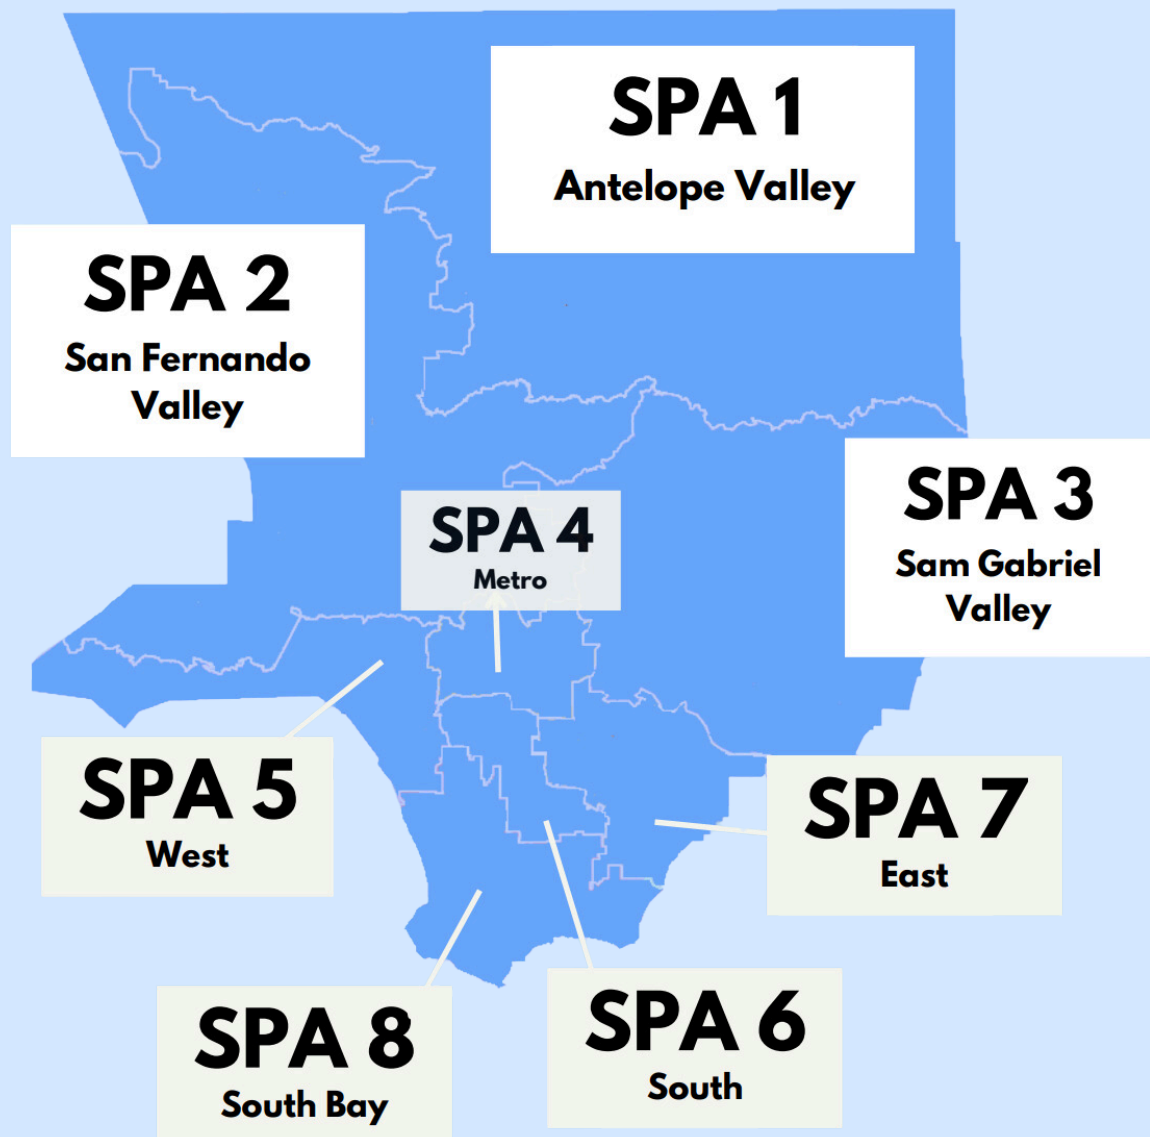 SPA 1
Antelope Valley
SPA 2
San Fernando
Valley
SPA 3
Sam Gabriel
Valley
SPA 4
Metro
SPA 5
West
SPA 7
East
SPA 6
South
SPA 8
South Bay